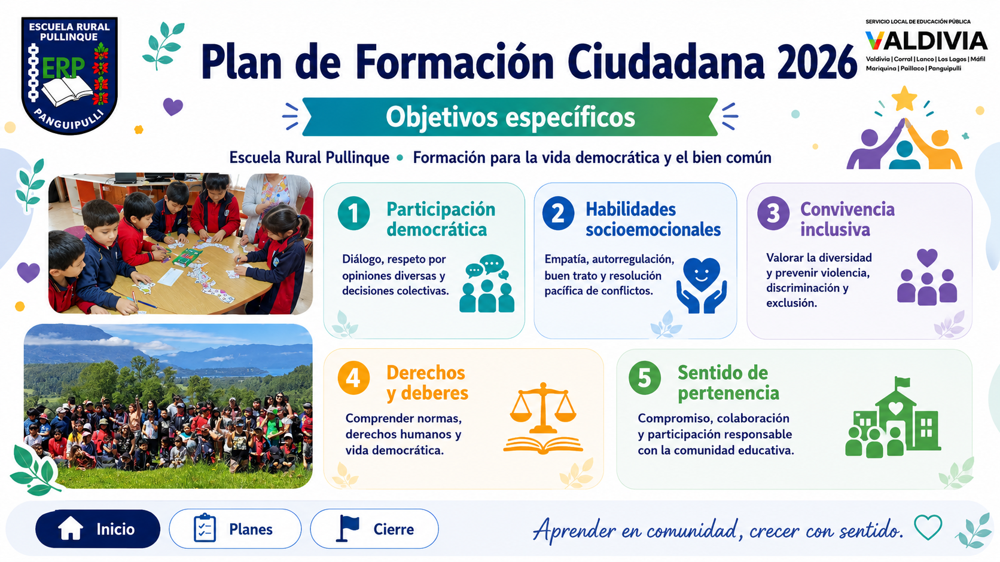 ESCUELA RURAL
PULLINQUE
ERP
PANGUIPULLI
Plan de Formación Ciudadana 2026
SERVICIO LOCAL DE EDUCACIÓN PÚBLICA
VALDIVIA
Valdivia | Corral | Lanco | Los Lagos | Máfil
Mariquina | Paillaco | Panguipulli
Objetivos específicos
Escuela Rural Pullinque • Formación para la vida democrática y el bien común
1
Participación
democrática
Diálogo, respeto por
opiniones diversas y
decisiones colectivas.
2
Habilidades
socioemocionales
Empatía, autorregulación,
buen trato y resolución
pacífica de conflictos.
3
Convivencia
inclusiva
Valorar la diversidad
y prevenir violencia,
discriminación y
exclusión.
4
Derechos
y deberes
Comprender normas,
derechos humanos y
vida democrática.
5
Sentido de
pertenencia
Compromiso, colaboración
y participación responsable
con la comunidad educativa.
Inicio
Planes
Cierre
Aprender en comunidad, crecer con sentido.